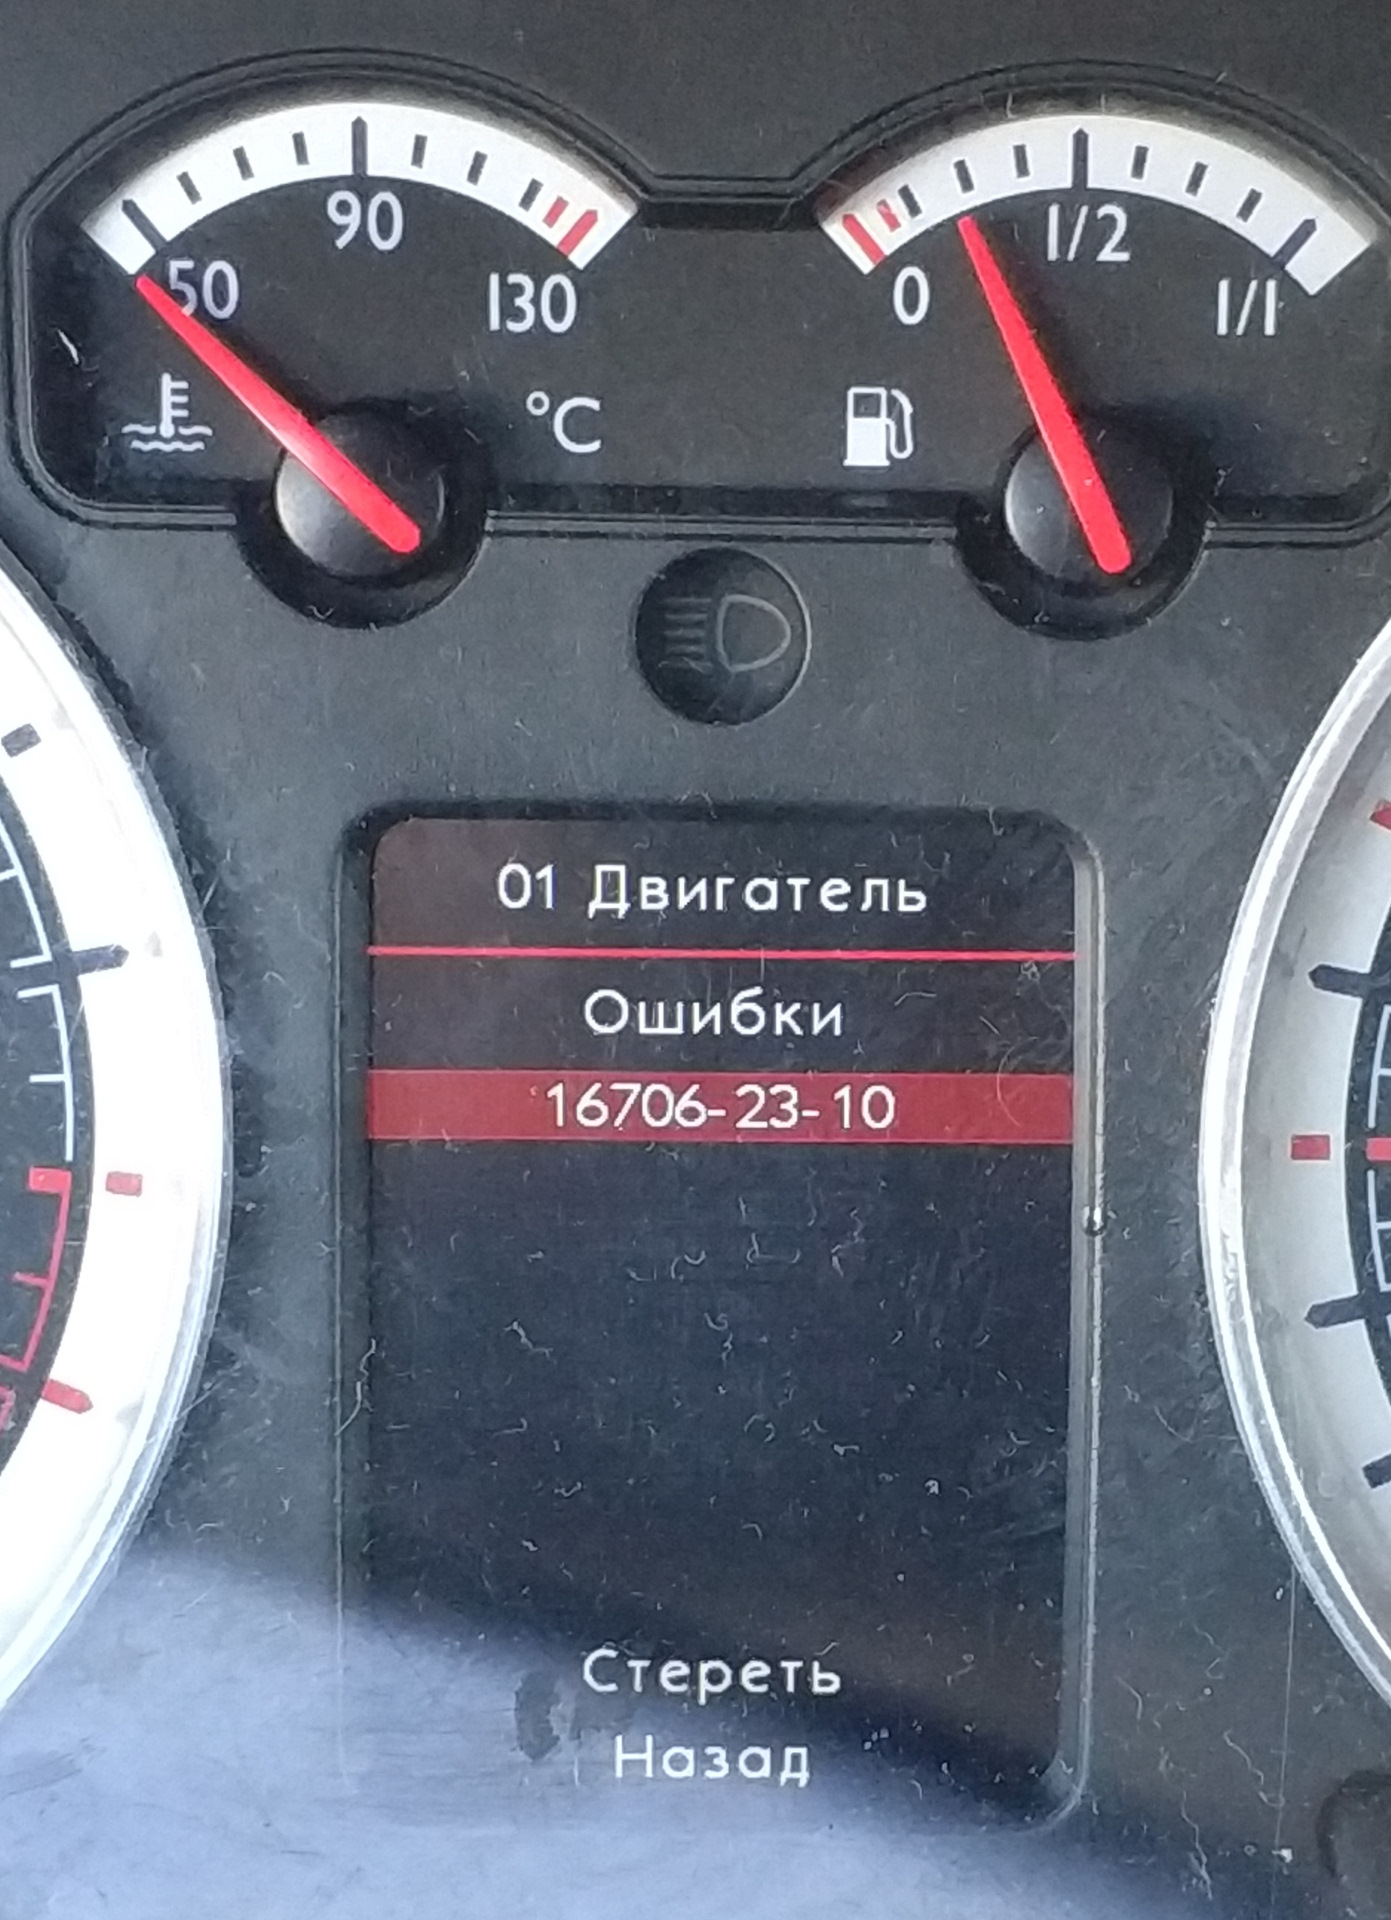 50 90 130
°C
0 1/2 1/1
01 Двигатель
Ошибки
16706-23-10
Стереть
Назад